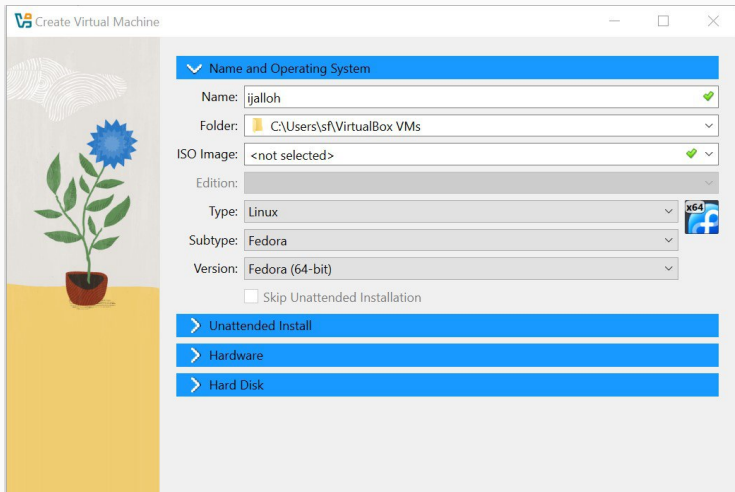 Create Virtual Machine
Name and Operating System
Name: ijalloh
Folder: C:\Users\sf\VirtualBox VMs
ISO Image: <not selected>
Edition:
Type: Linux
x64
Subtype: Fedora
Version: Fedora (64-bit)
Skip Unattended Installation
Unattended Install
Hardware
Hard Disk